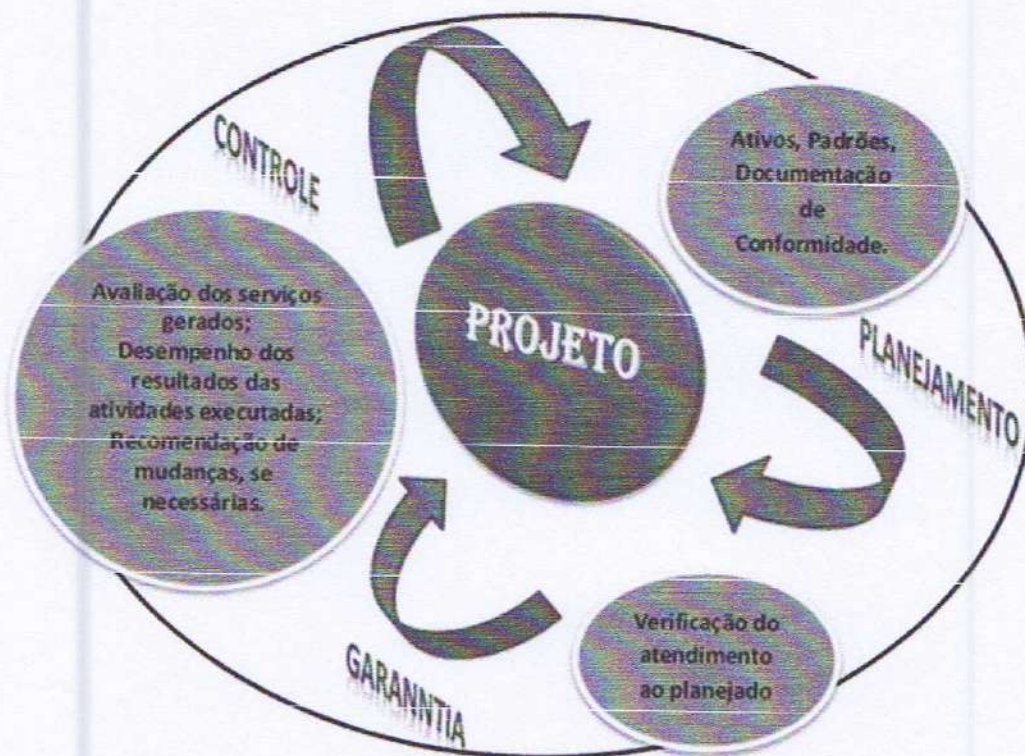 CONTROLE
Ativos, Padrões,
Documentação
de
Conformidade.
Avaliação dos serviços
gerados;
Desempenho dos
resultados das
atividades executadas;
Recomendação de
mudanças, se
necessárias.
PROJETO
PLANEJAMENTO
Verificação do
atendimento
ao planejado
GARANNTIA